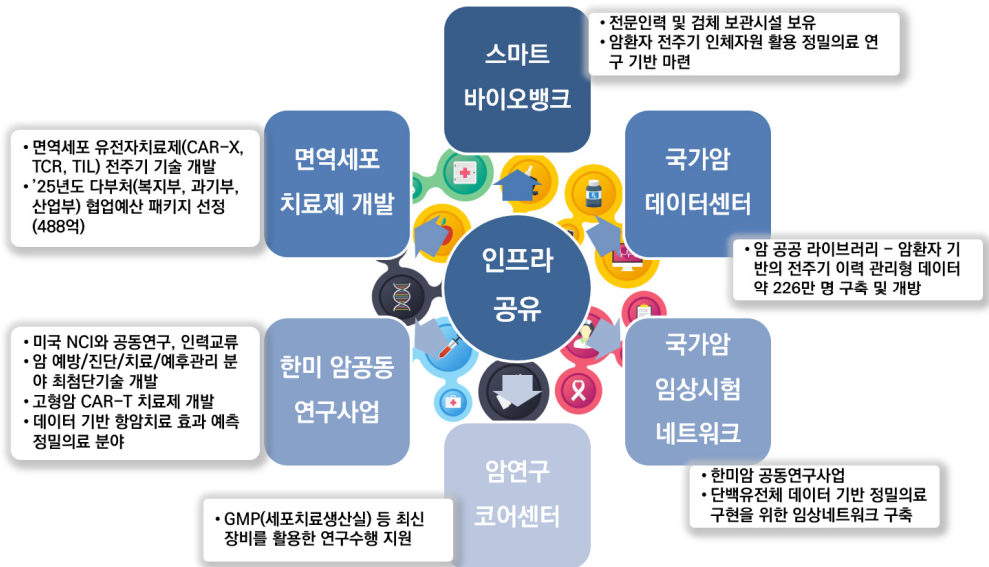 스마트
바이오뱅크
• 전문인력 및 검체 보관시설 보유
• 암환자 전주기 인체자원 활용 정밀의료 연
구 기반 마련
면역세포
치료제 개발
• 면역세포 유전자치료제(CAR-X,
TCR, TIL) 전주기 기술 개발
• '25년도 다부처(복지부, 과기부,
산업부) 협업예산 패키지 선정
(488억)
국가암
데이터센터
• 암 공공 라이브러리 - 암환자 기
반의 전주기 이력 관리형 데이터
약 226만 명 구축 및 개방
인프라
공유
한미 암공동
연구사업
• 미국 NCI와 공동연구, 인력교류
• 암 예방/진단/치료/예후관리 분
야 최첨단기술 개발
• 고형암 CAR-T 치료제 개발
• 데이터 기반 항암치료 효과 예측
정밀의료 분야
국가암
임상시험
네트워크
• 한미암 공동연구사업
• 단백유전체 데이터 기반 정밀의료
구현을 위한 임상네트워크 구축
암연구
코어센터
• GMP(세포치료생산실) 등 최신
장비를 활용한 연구수행 지원